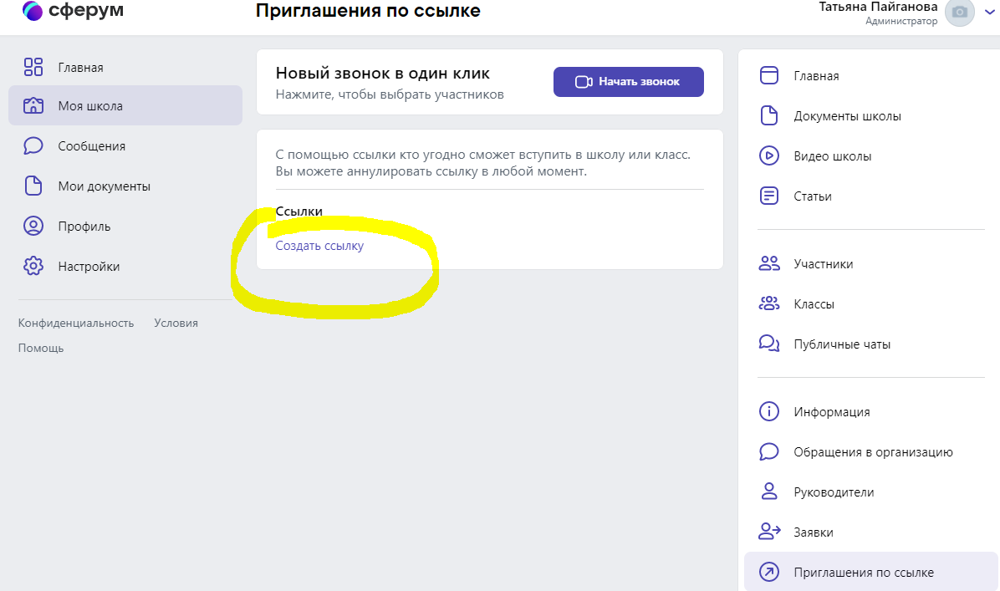 сферум
Приглашения по ссылке
Татьяна Пайганова
Администратор
Главная
Моя школа
Сообщения
Мои документы
Профиль
Настройки
Конфиденциальность Условия
Помощь
Новый звонок в один клик
Нажмите, чтобы выбрать участников
Начать звонок
С помощью ссылки кто угодно сможет вступить в школу или класс.
Вы можете аннулировать ссылку в любой момент.
Ссылки
Создать ссылку
Главная
Документы школы
Видео школы
Статьи
Участники
Классы
Публичные чаты
Информация
Обращения в организацию
Руководители
Заявки
Приглашения по ссылке